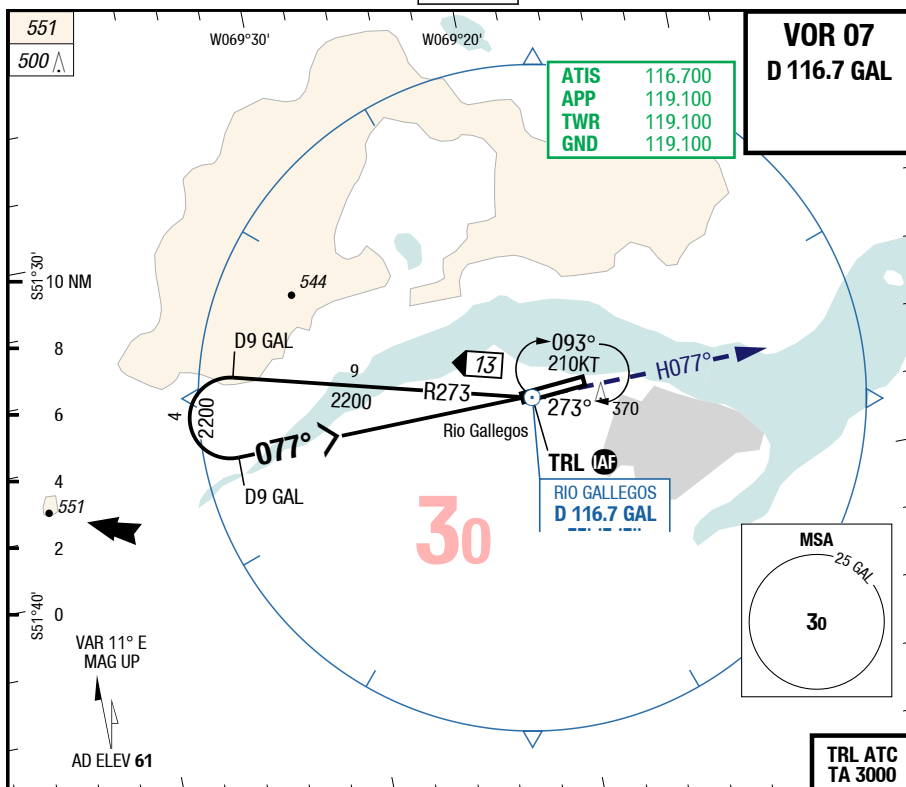 551
500
W069°30'
W069°20'
VOR 07
D 116.7 GAL
ATIS 116.700
APP 119.100
TWR 119.100
GND 119.100
S51°30'
10 NM
544
8
D9 GAL
9
13
093°
210KT
H077°
2200
R273
4
2200
6
273°
370
Rio Gallegos
077°
TRL IAF
4
D9 GAL
RIO GALLEGOS
D 116.7 GAL
551
30
2
MSA
25 GAL
30
S51°40'
0
VAR 11° E
MAG UP
AD ELEV 61
TRL ATC
TA 3000